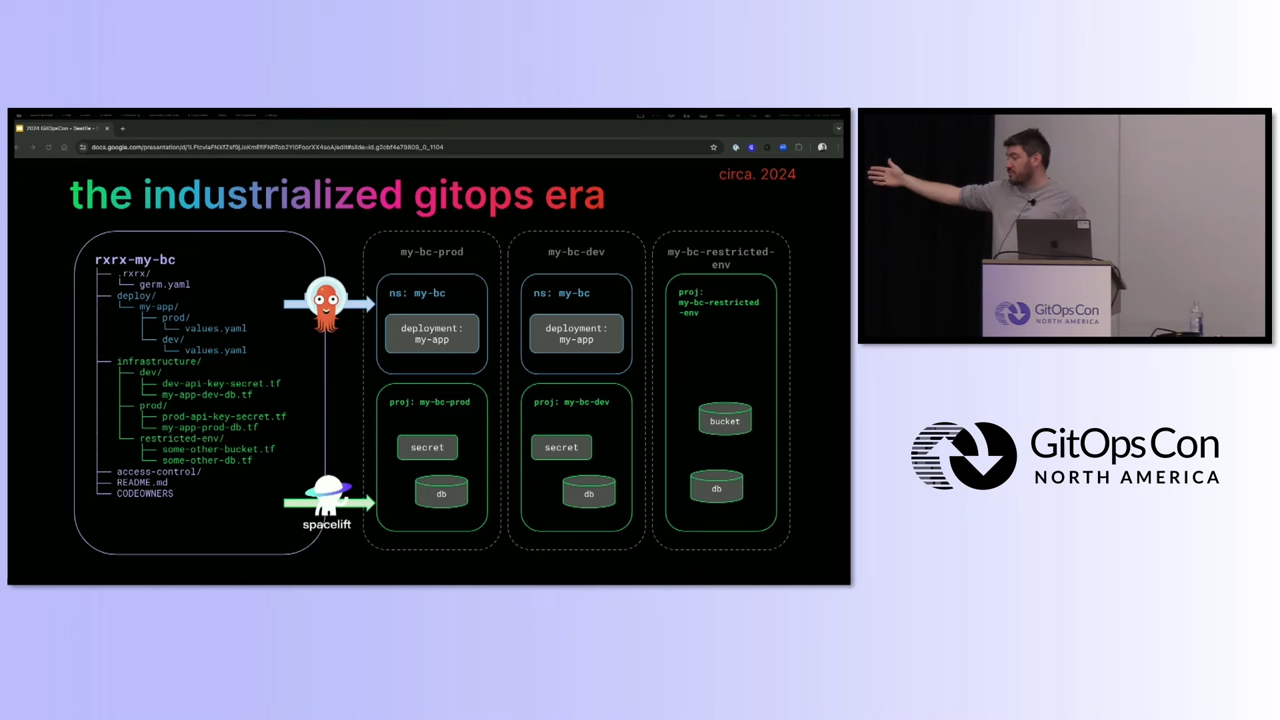 2024 GitOpsCon - Seattle -
the industrialized gitops era
circa. 2024
rxrx-my-bc
.rxrx/
germ.yaml
deploy/
my-app/
prod/
values.yaml
dev/
values.yaml
infrastructure/
dev/
dev-api-key-secret.tf
my-app-dev-db.tf
prod/
prod-api-key-secret.tf
my-app-prod-db.tf
restricted-env/
some-other-bucket.tf
some-other-db.tf
access-control/
README.md
CODEOWNERS
spacelift
my-bc-prod
ns: my-bc
deployment:
my-app
proj: my-bc-prod
secret
db
my-bc-dev
ns: my-bc
deployment:
my-app
proj: my-bc-dev
secret
db
my-bc-restricted-
env
proj:
my-bc-restricted
-env
bucket
db
GitOpsCon
NORTH AMERICA
GitOpsCon
NORTH AMERICA